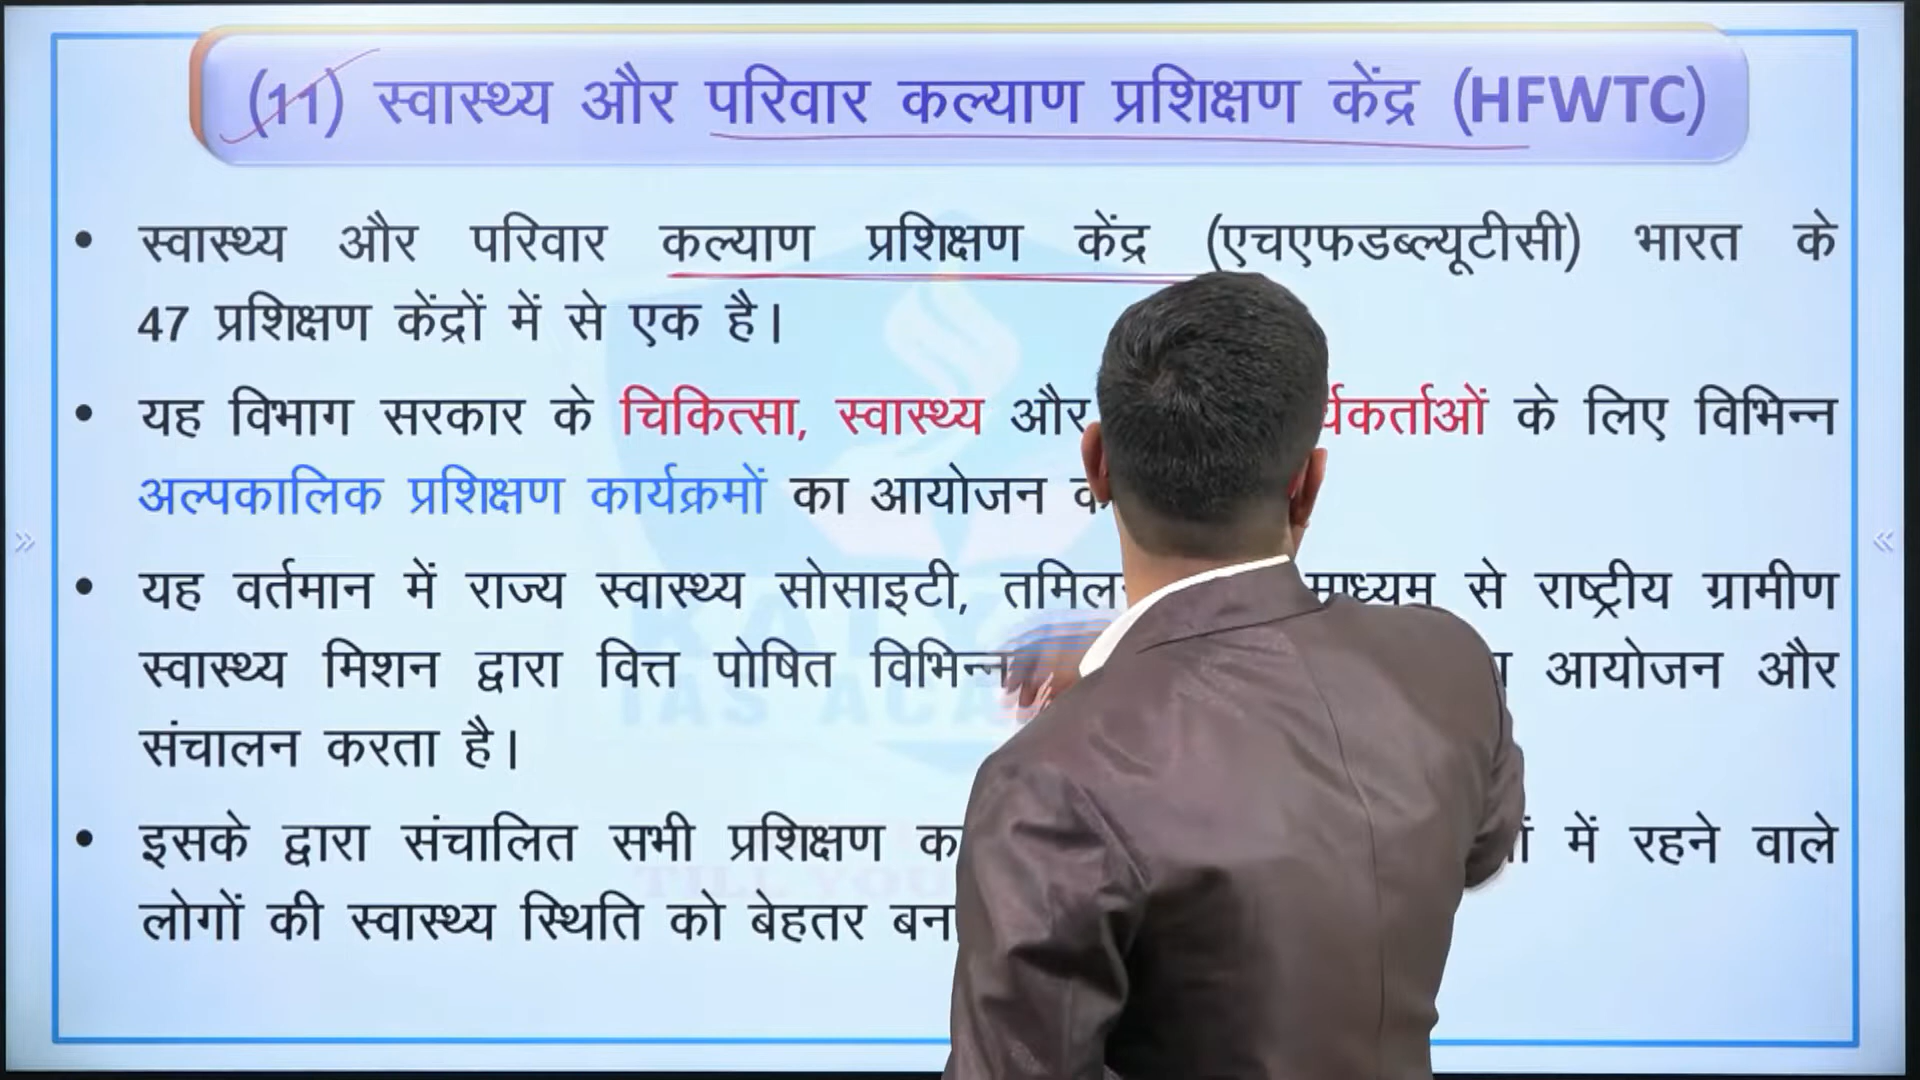 (11) स्वास्थ्य और परिवार कल्याण प्रशिक्षण केंद्र (HFWTC)
• स्वास्थ्य और परिवार कल्याण प्रशिक्षण केंद्र (एचएफडब्ल्यूटीसी) भारत के
47 प्रशिक्षण केंद्रों में से एक है।
• यह विभाग सरकार के चिकित्सा, स्वास्थ्य और के लिए विभिन्न
अल्पकालिक प्रशिक्षण कार्यक्रमों का आयोजन
• यह वर्तमान में राज्य स्वास्थ्य सोसाइटी, माध्यम से राष्ट्रीय ग्रामीण
स्वास्थ्य मिशन द्वारा वित्त पोषित विभिन्न आयोजन और
संचालन करता है।
• इसके द्वारा संचालित सभी प्रशिक्षण में रहने वाले
लोगों की स्वास्थ्य स्थिति को बेहतर
IAS
TILL